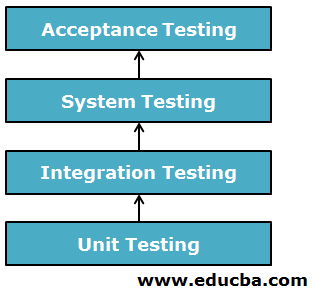 Acceptance Testing
System Testing
Integration Testing
Unit Testing
www.educba.com